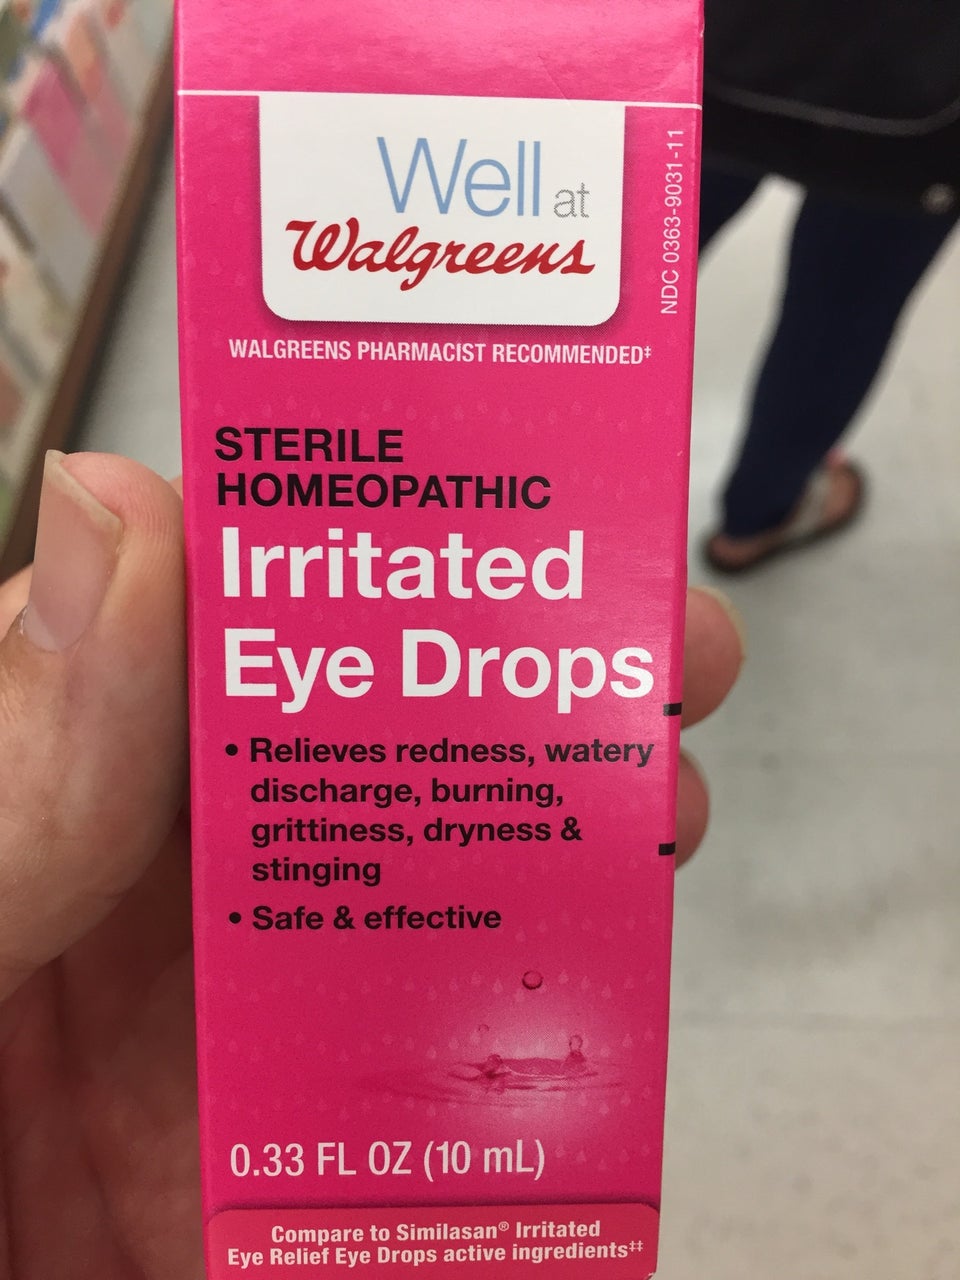 Well at
Walgreens
NDC 0363-9031-11
WALGREENS PHARMACIST RECOMMENDED‡
STERILE
HOMEOPATHIC
Irritated
Eye Drops
• Relieves redness, watery
discharge, burning,
grittiness, dryness &
stinging
• Safe & effective
0.33 FL OZ (10 mL)
Compare to Similasan® Irritated
Eye Relief Eye Drops active ingredients‡‡